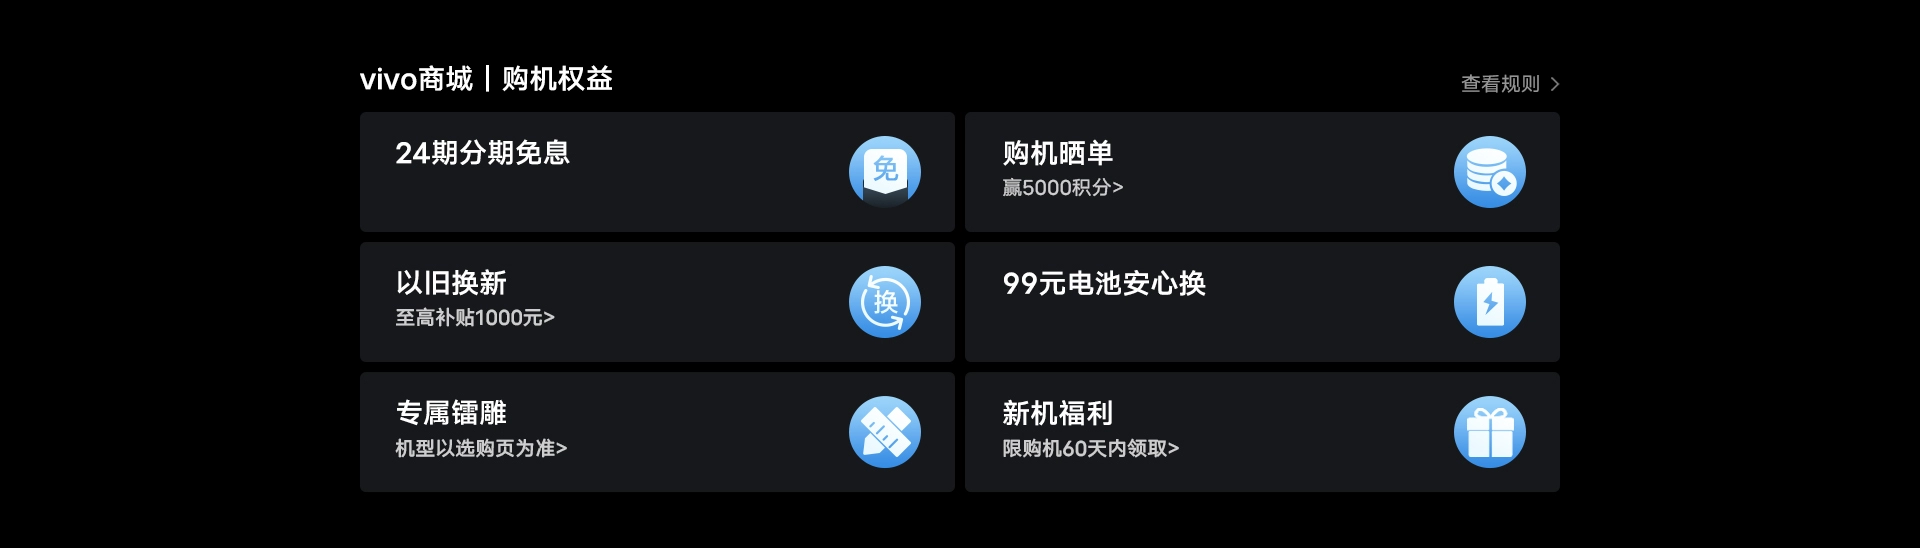 vivo商城 | 购机权益
查看规则 >
24期分期免息
免
购机晒单
赢5000积分>
以旧换新
至高补贴1000元>
换
99元电池安心换
专属镭雕
机型以选购页为准>
新机福利
限购机60天内领取>